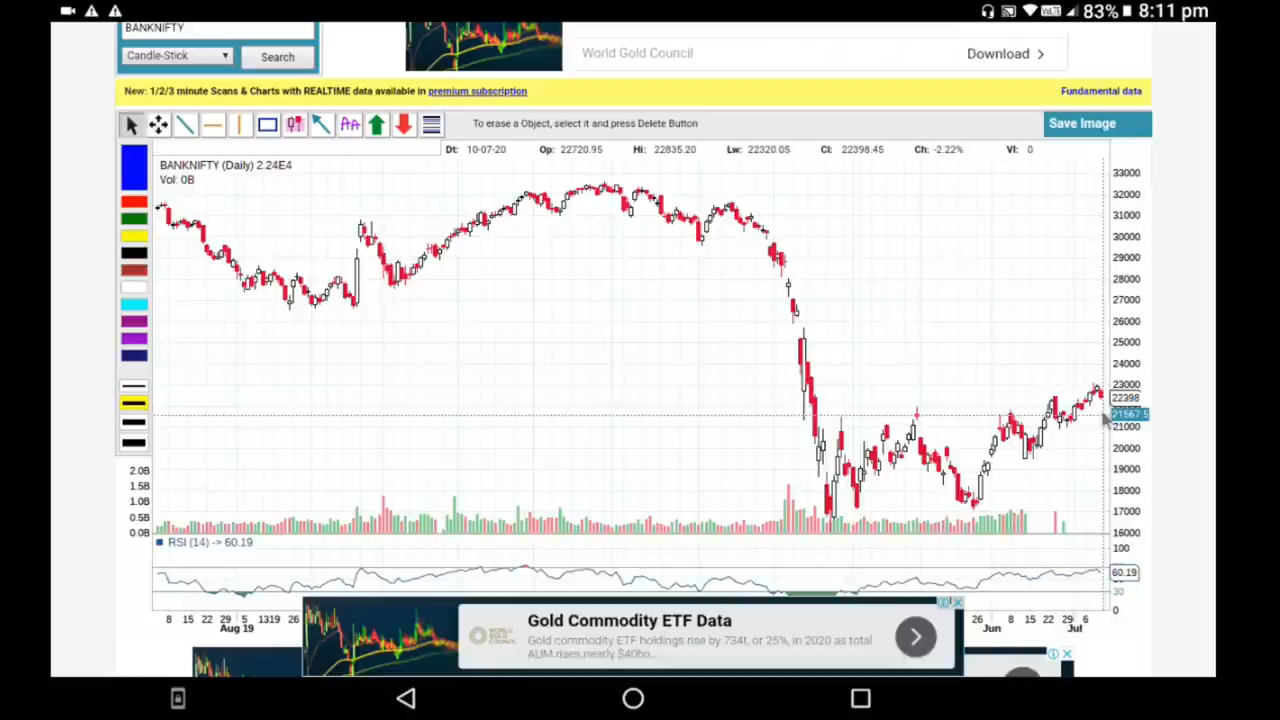 83% 8:11 pm
BANKNIFTY
Candle-Stick
Search
World Gold Council
Download
New: 1/2/3 minute Scans & Charts with REALTIME data available in premium subscription
Fundamental data
To erase a Object, select it and press Delete Button
Save Image
Dt: 10-07-20 Op: 22720.95 Hi: 22835.20 Lw: 22320.05 Cl: 22398.45 Ch: -2.22% Vl: 0
BANKNIFTY (Daily) 2.24E4
Vol: 0B
33000
32000
31000
30000
29000
28000
27000
26000
25000
24000
23000
22398
21567.5
21000
20000
19000
18000
17000
16000
2.0B
1.5B
1.0B
0.5B
0.0B
RSI (14) -> 60.19
100
60.19
30
0
8 15 22 29 5 1319 26
Aug 19
26 8 15 22 29 6
Jun Jul
Gold Commodity ETF Data
WORLD GOLD COUNCIL
Gold commodity ETF holdings rise by 734t, or 25%, in 2020 as total
AUM rises nearly $40bn...